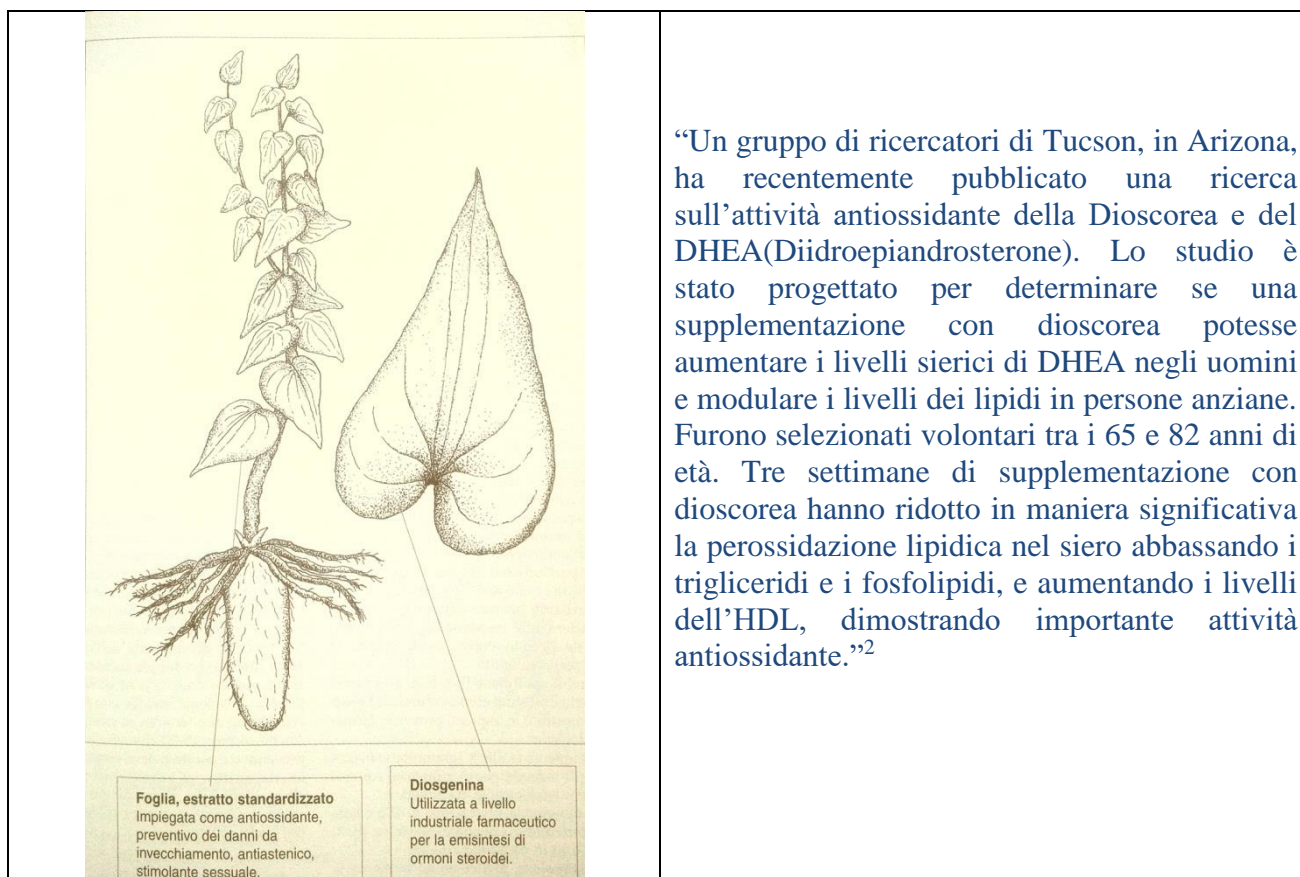 “Un gruppo di ricercatori di Tucson, in Arizona,
ha recentemente pubblicato una ricerca
sull’attività antiossidante della Dioscorea e del
DHEA(Diidroepiandrosterone). Lo studio è
stato progettato per determinare se una
supplementazione con dioscorea potesse
aumentare i livelli sierici di DHEA negli uomini
e modulare i livelli dei lipidi in persone anziane.
Furono selezionati volontari tra i 65 e 82 anni di
età. Tre settimane di supplementazione con
dioscorea hanno ridotto in maniera significativa
la perossidazione lipidica nel siero abbassando i
trigliceridi e i fosfolipidi, e aumentando i livelli
dell’HDL, dimostrando importante attività
antiossidante.”2
Foglia, estratto standardizzato
Impiegata come antiossidante,
preventivo dei danni da
invecchiamento, antiastenico,
stimolante sessuale.
Diosgenina
Utilizzata a livello
industriale farmaceutico
per la emisintesi di
ormoni steroidei.